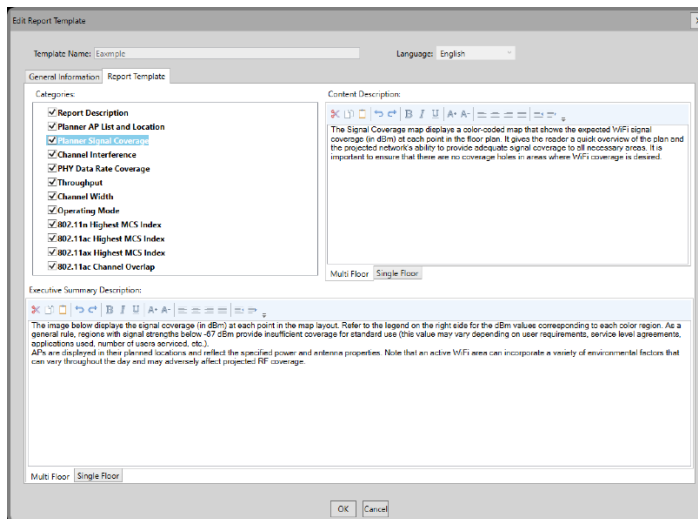 Edit Report Template
Template Name: Eaxmple
Language: English
General Information Report Template
Categories:
Content Description:
Report Description
Planner AP List and Location
Planner Signal Coverage
Channel Interference
PHY Data Rate Coverage
Throughput
Channel Width
Operating Mode
802.11n Highest MCS Index
802.11ac Highest MCS Index
802.11ax Highest MCS Index
802.11ac Channel Overlap
B I U A+ A-
The Signal Coverage map displays a color-coded map that shows the expected WiFi signal
coverage (in dBm) at each point in the floor plan. It gives the reader a quick overview of the plan and
the projected network's ability to provide adequate signal coverage to all necessary areas. It is
important to ensure that there are no coverage holes in areas where WiFi coverage is desired.
Multi Floor Single Floor
Executive Summary Description:
B I U A+ A-
The image below displays the signal coverage (in dBm) at each point in the map layout. Refer to the legend on the right side for the dBm values corresponding to each color region. As a
general rule, regions with signal strengths below -67 dBm provide insufficient coverage for standard use (this value may vary depending on user requirements, service level agreements,
applications used, number of users serviced, etc.).
APs are displayed in their planned locations and reflect the specified power and antenna properties. Note that an active WiFi area can incorporate a variety of environmental factors that
can vary throughout the day and may adversely affect projected RF coverage.
Multi Floor Single Floor
OK Cancel